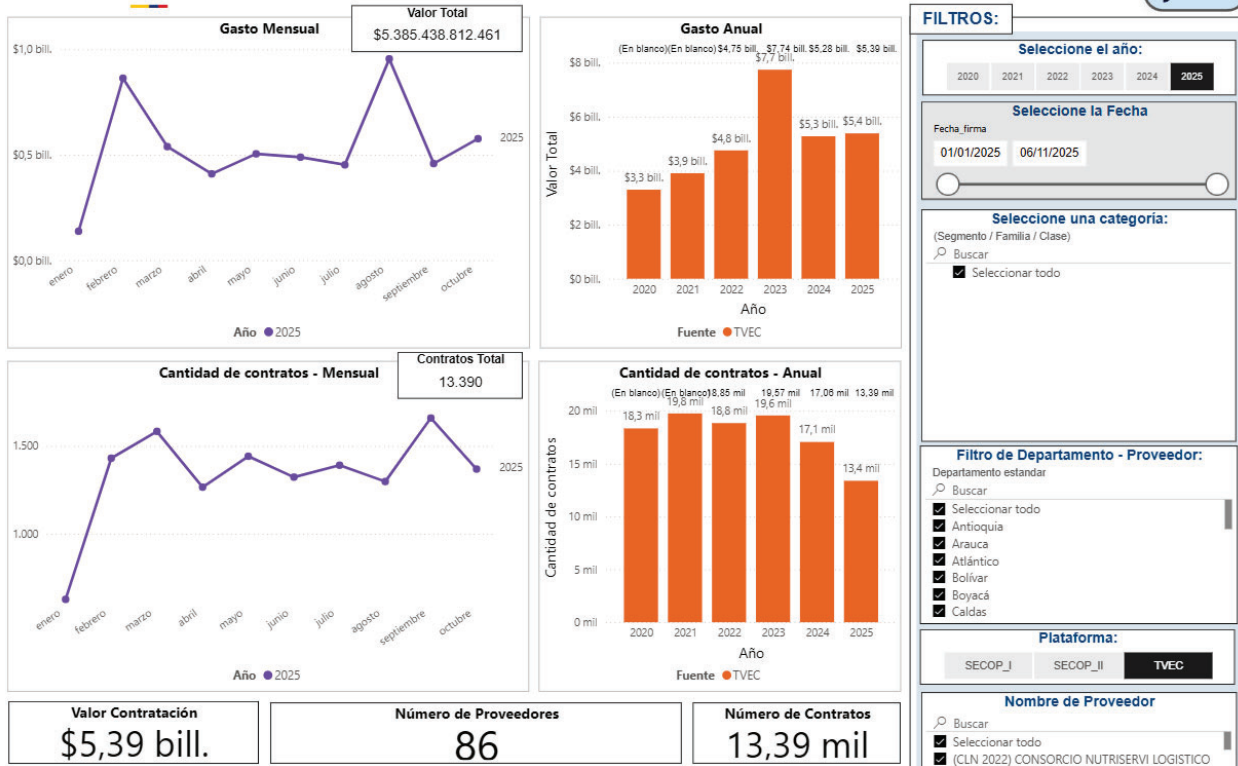 Gasto Mensual
Valor Total
$5.385.438.812.461
$1,0 bill.
$0,5 bill.
$0,0 bill.
2025
enero
febrero
marzo
abril
mayo
junio
julio
agosto
septiembre
octubre
Año 2025
Gasto Anual
(En blanco)(En blanco) $4,75 bill. $7,74 bill. $5,28 bill. $5,39 bill.
Valor Total
$8 bill.
$6 bill.
$4 bill.
$2 bill.
$0 bill.
$3,3 bill.
$3,9 bill.
$4,8 bill.
$7,7 bill.
$5,3 bill.
$5,4 bill.
2020 2021 2022 2023 2024 2025
Año
Fuente TVEC
Cantidad de contratos - Mensual
Contratos Total
13.390
1.500
1.000
2025
enero
febrero
marzo
abril
mayo
junio
julio
agosto
septiembre
octubre
Año 2025
Cantidad de contratos - Anual
(En blanco)(En blanco)18,85 mil 19,57 mil 17,06 mil 13,39 mil
Cantidad de contratos
20 mil
15 mil
10 mil
5 mil
0 mil
18,3 mil
19,8 mil
18,8 mil
19,6 mil
17,1 mil
13,4 mil
2020 2021 2022 2023 2024 2025
Año
Fuente TVEC
Valor Contratación
$5,39 bill.
Número de Proveedores
86
Número de Contratos
13,39 mil
FILTROS:
Seleccione el año:
2020 2021 2022 2023 2024 2025
Seleccione la Fecha
Fecha_firma
01/01/2025 06/11/2025
Seleccione una categoría:
(Segmento / Familia / Clase)
Buscar
Seleccionar todo
Filtro de Departamento - Proveedor:
Departamento estandar
Buscar
Seleccionar todo
Antioquia
Arauca
Atlántico
Bolívar
Boyacá
Caldas
Plataforma:
SECOP_I SECOP_II TVEC
Nombre de Proveedor
Buscar
Seleccionar todo
(CLN 2022) CONSORCIO NUTRISERVI LOGISTICO